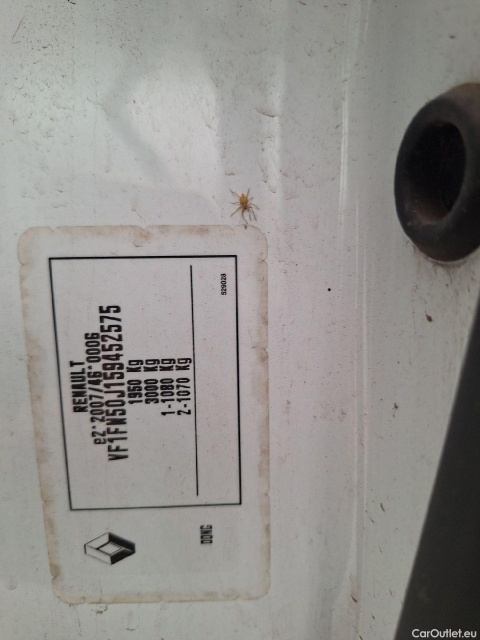 RENAULT
e2*2007/46*0006
VF1FW50J159452575
1950 Kg
3000 Kg
1-1080 Kg
2-1070 Kg
529028
DONG
CarOutlet.eu